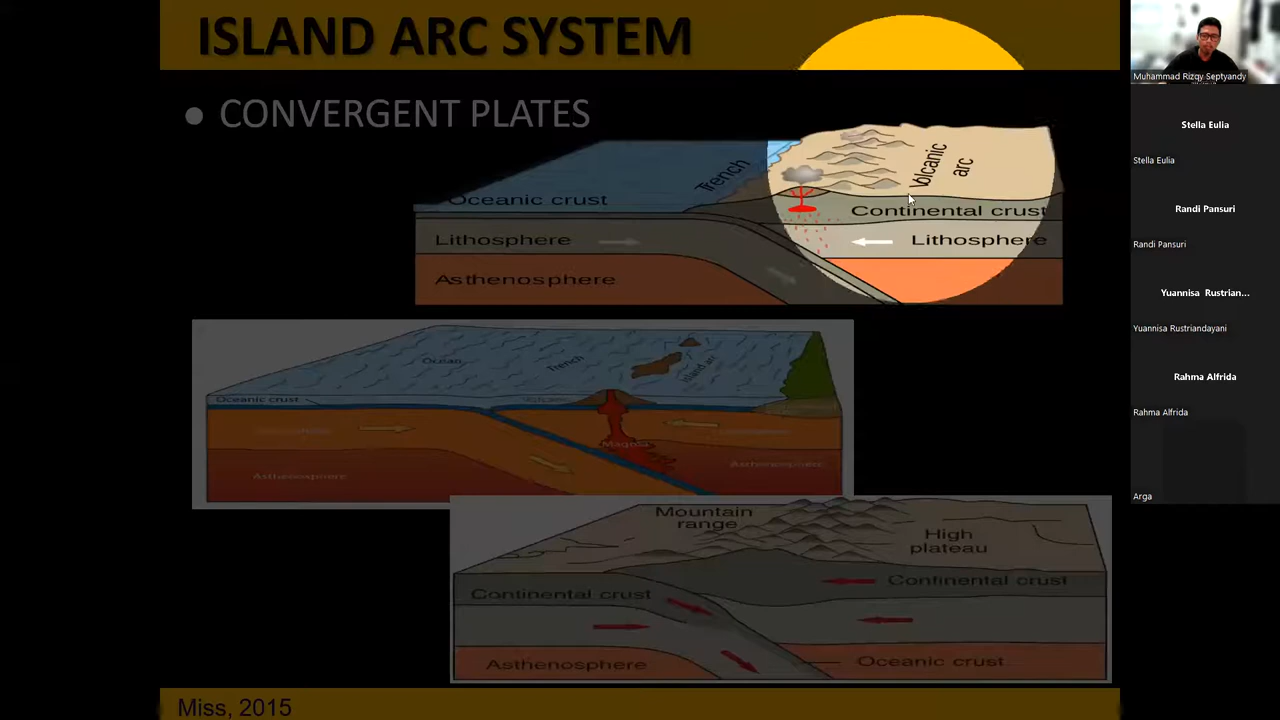 ISLAND ARC SYSTEM
● CONVERGENT PLATES
Trench
Volcanic
arc
Oceanic crust
Continental crust
Lithosphere
Lithosphere
Asthenosphere
Ocean
Trench
Island arc
Oceanic crust
Volcano
Magma
Asthenosphere
Asthenosphere
Mountain
range
High
plateau
Continental crust
Continental crust
Asthenosphere
Oceanic crust
Miss, 2015
Muhammad Rizqy Septyandy
Stella Eulia
Stella Eulia
Randi Pansuri
Randi Pansuri
Yuannisa Rustrian...
Yuannisa Rustriandayani
Rahma Alfrida
Rahma Alfrida
Arga